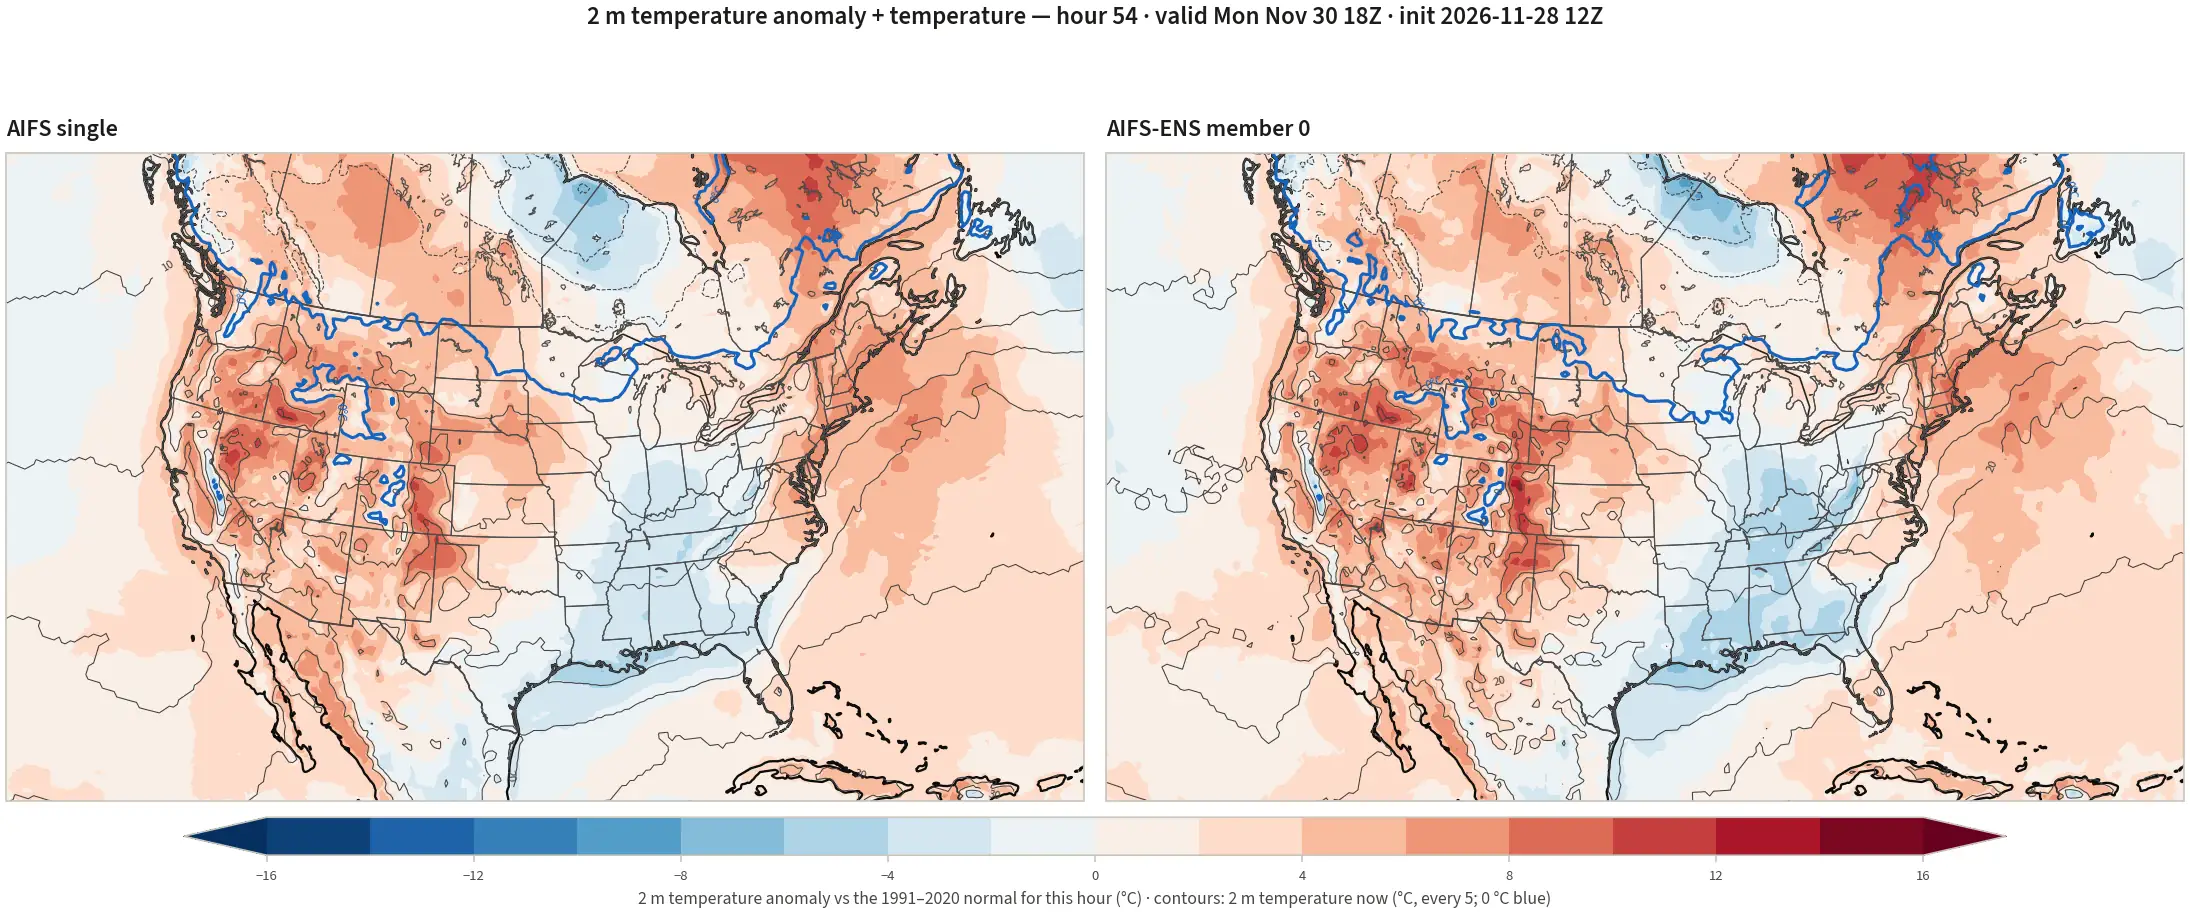 2 m temperature anomaly + temperature — hour 54 · valid Mon Nov 30 18Z · init 2026-11-28 12Z
AIFS single
AIFS-ENS member 0
−16 −12 −8 −4 0 4 8 12 16
2 m temperature anomaly vs the 1991–2020 normal for this hour (°C) · contours: 2 m temperature now (°C, every 5; 0 °C blue)